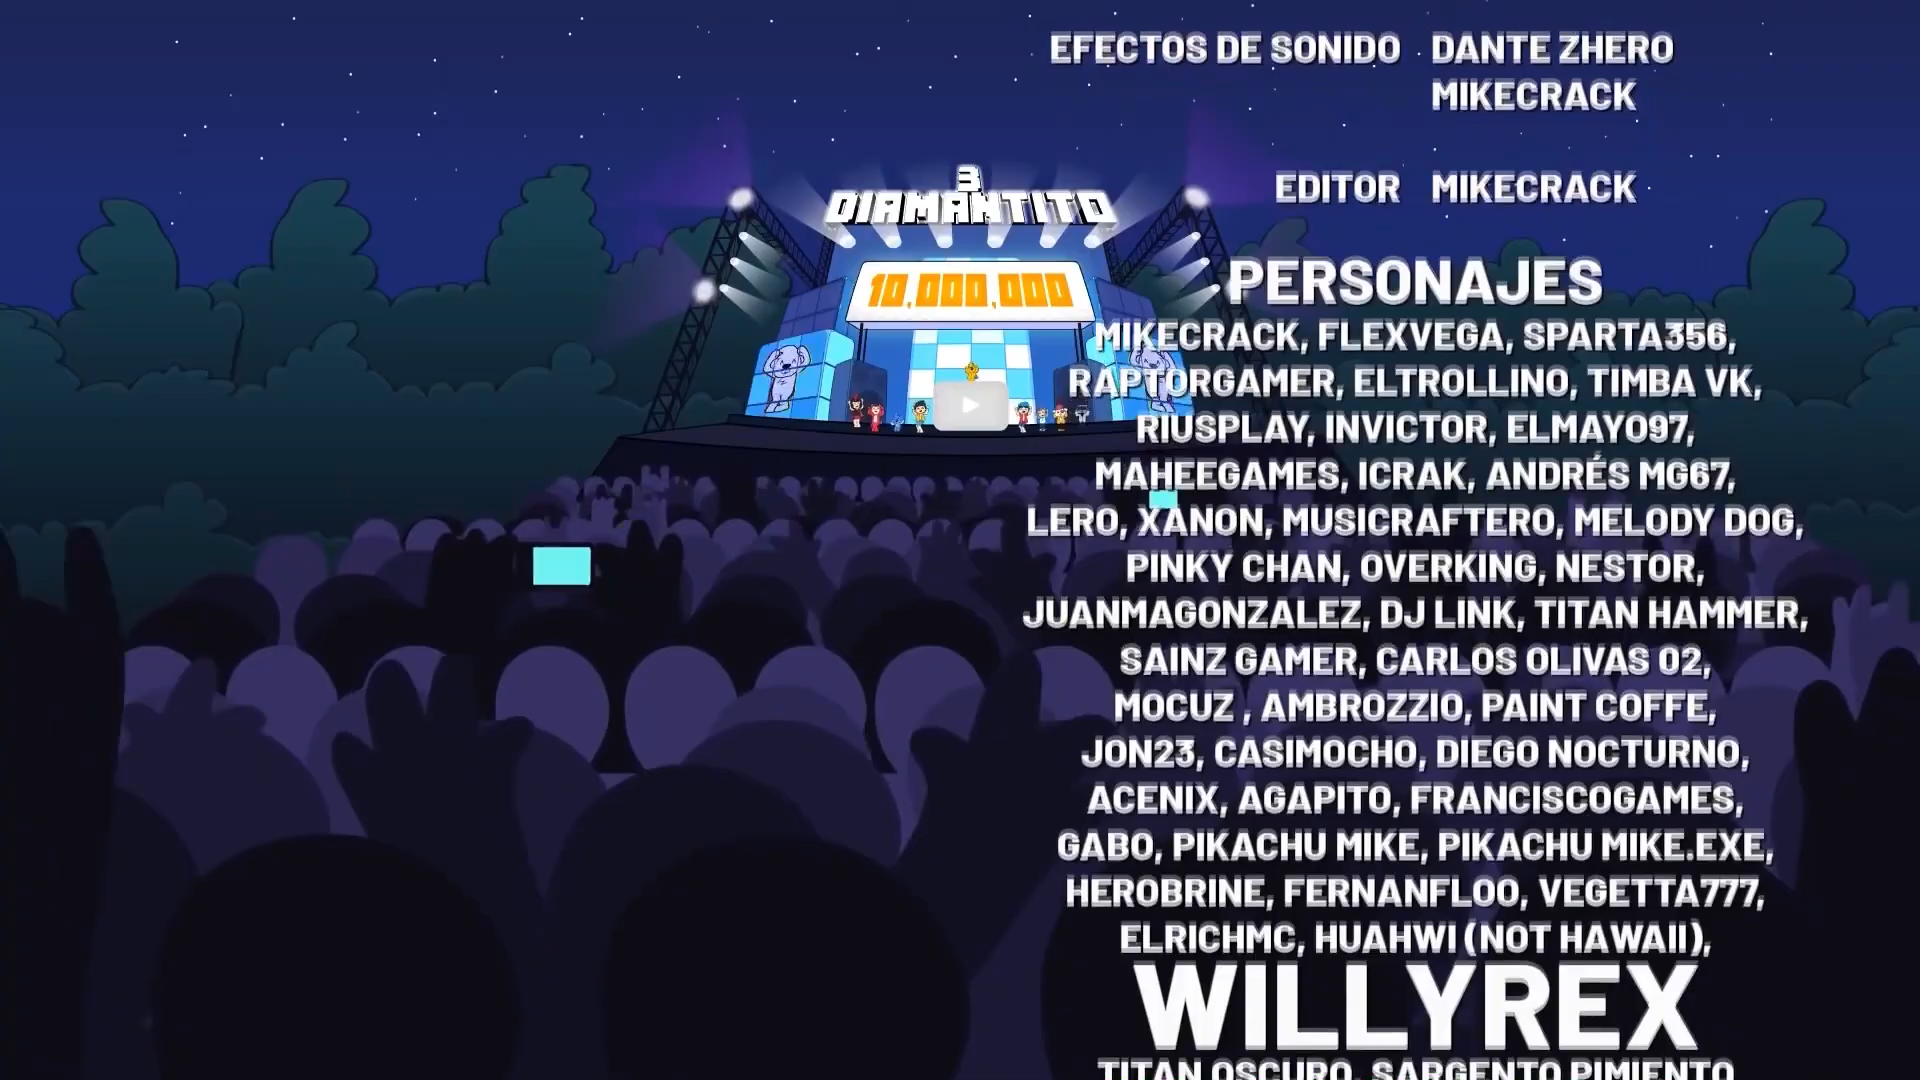 EFECTOS DE SONIDO DANTE ZHERO
MIKECRACK
EDITOR MIKECRACK
3
DIAMANTITO
10,000,000
PERSONAJES
MIKECRACK, FLEXVEGA, SPARTA356,
RAPTORGAMER, ELTROLLINO, TIMBA VK,
RIUSPLAY, INVICTOR, ELMAYO97,
MAHEEGAMES, ICRAK, ANDRÉS MG67,
LERO, XANON, MUSICRAFTERO, MELODY DOG,
PINKY CHAN, OVERKING, NESTOR,
JUANMAGONZALEZ, DJ LINK, TITAN HAMMER,
SAINZ GAMER, CARLOS OLIVAS 02,
MOCUZ , AMBROZZIO, PAINT COFFE,
JON23, CASIMOCHO, DIEGO NOCTURNO,
ACENIX, AGAPITO, FRANCISCOGAMES,
GABO, PIKACHU MIKE, PIKACHU MIKE.EXE,
HEROBRINE, FERNANFLOO, VEGETTA777,
ELRICHMC, HUAHWI (NOT HAWAII),
WILLYREX
TITAN OSCURO, SARGENTO PIMIENTO